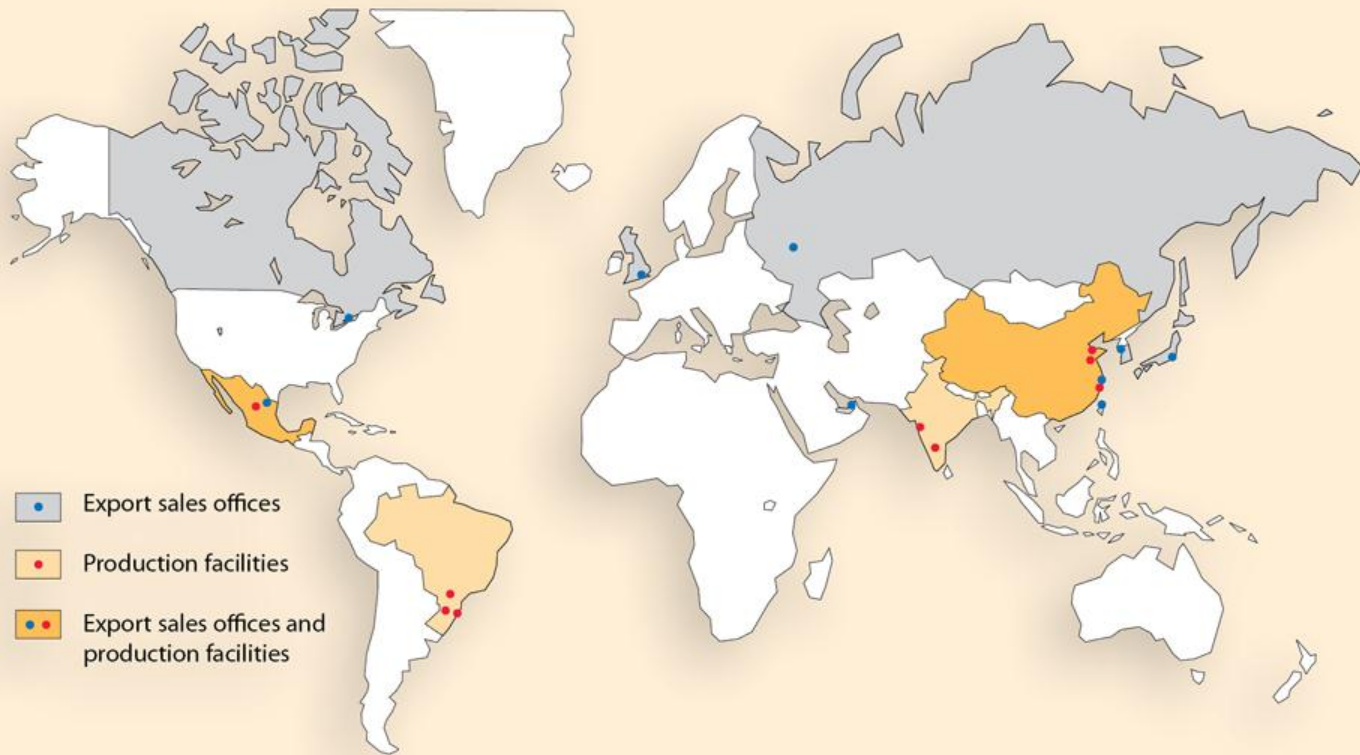 Export sales offices
Production facilities
Export sales offices and
production facilities